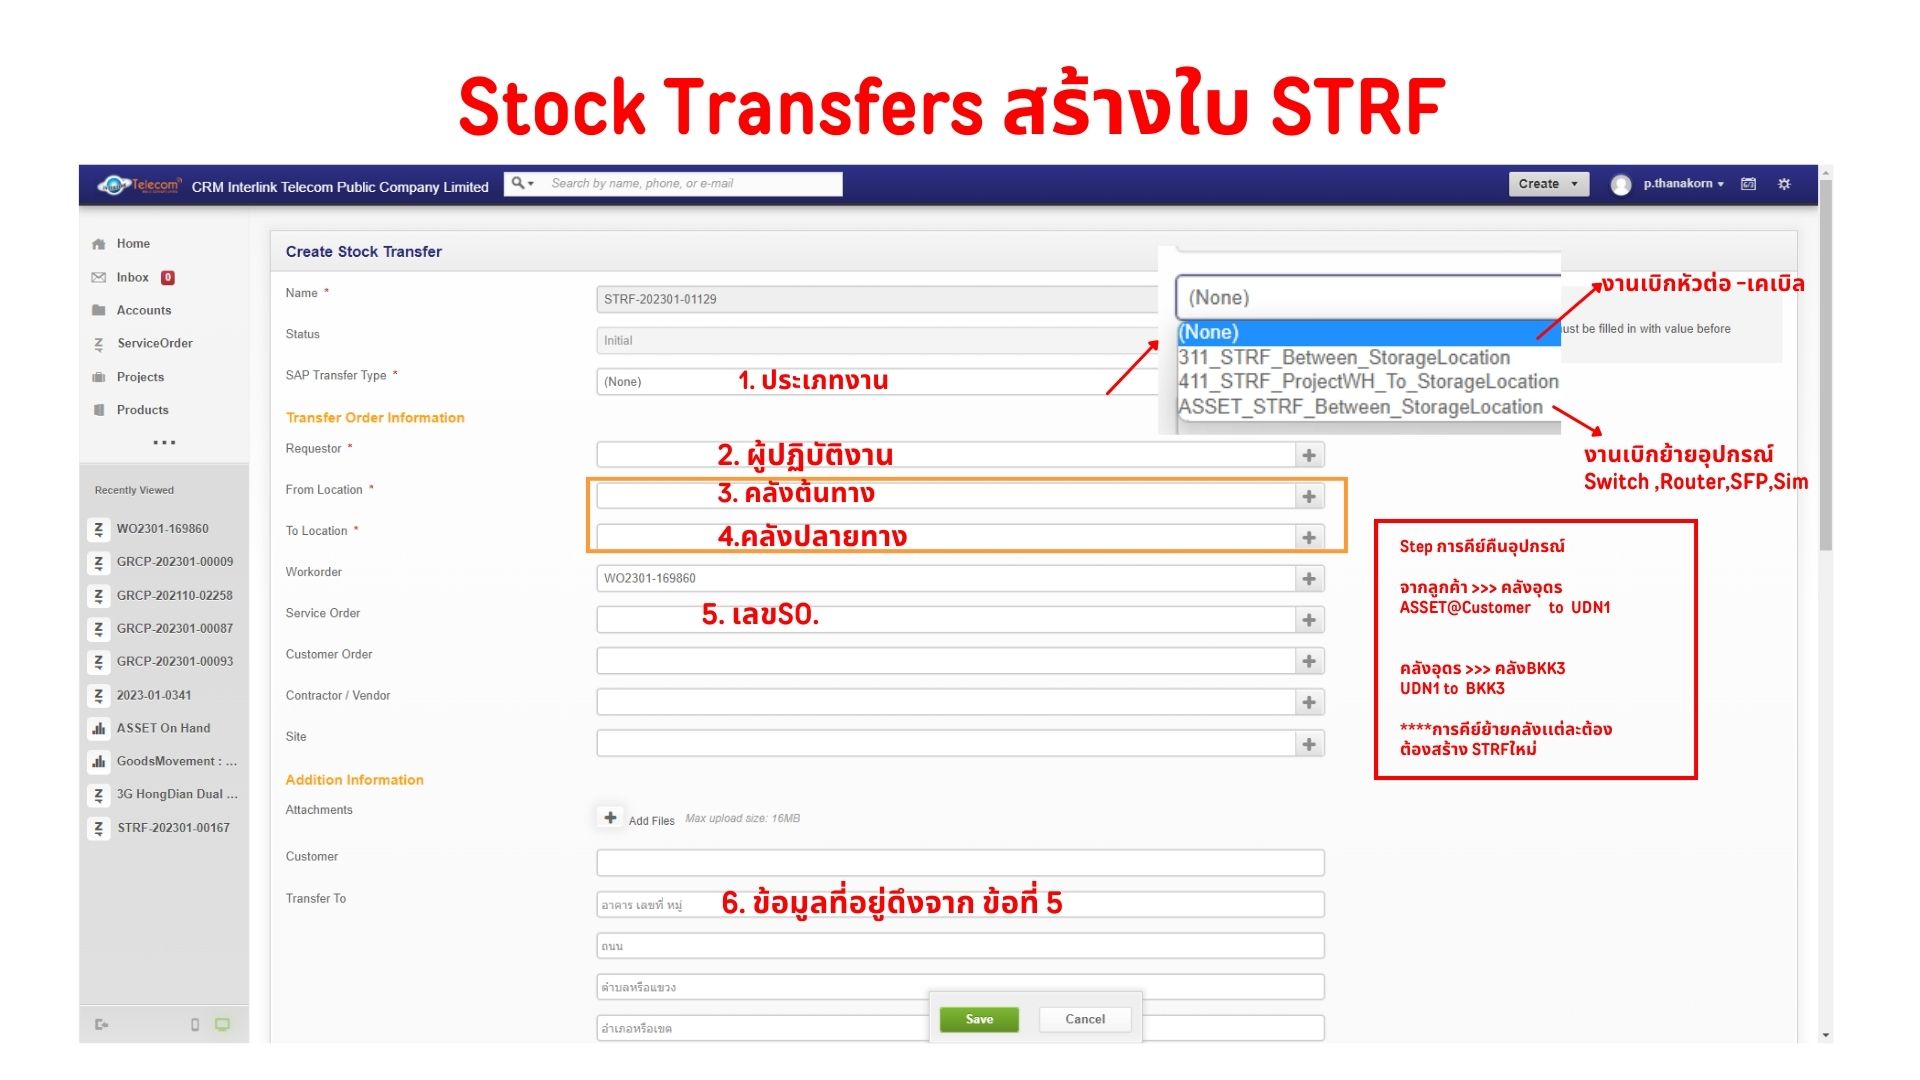 Stock Transfers สร้างใบ STRF
Telecom
CRM Interlink Telecom Public Company Limited
Search by name, phone, or e-mail
Create
p.thanakorn
Home
Inbox 0
Accounts
ServiceOrder
Projects
Products
...
Recently Viewed
WO2301-169860
GRCP-202301-00009
GRCP-202110-02258
GRCP-202301-00087
GRCP-202301-00093
2023-01-0341
ASSET On Hand
GoodsMovement : ...
3G HongDian Dual ...
STRF-202301-00167
Create Stock Transfer
Name *
STRF-202301-01129
Status
Initial
SAP Transfer Type *
(None)
1. ประเภทงาน
(None)
(None)
311_STRF_Between_StorageLocation
411_STRF_ProjectWH_To_StorageLocation
ASSET_STRF_Between_StorageLocation
งานเบิกหัวต่อ -เคเบิล
ust be filled in with value before
งานเบิกย้ายอุปกรณ์
Switch ,Router,SFP,Sim
Transfer Order Information
Requestor *
2. ผู้ปฏิบัติงาน
From Location *
3. คลังต้นทาง
To Location *
4.คลังปลายทาง
Workorder
WO2301-169860
Service Order
5. เลขSO.
Customer Order
Contractor / Vendor
Site
Step การคีย์คืนอุปกรณ์
จากลูกค้า >>> คลังอุดร
ASSET@Customer to UDN1
คลังอุดร >>> คลังBKK3
UDN1 to BKK3
****การคีย์ย้ายคลังแต่ละต้อง
ต้องสร้าง STRFใหม่
Addition Information
Attachments
Add Files Max upload size: 16MB
Customer
Transfer To
อาคาร เลขที่ หมู่
6. ข้อมูลที่อยู่ดึงจาก ข้อที่ 5
ถนน
ตำบลหรือแขวง
อำเภอหรือเขต
Save
Cancel